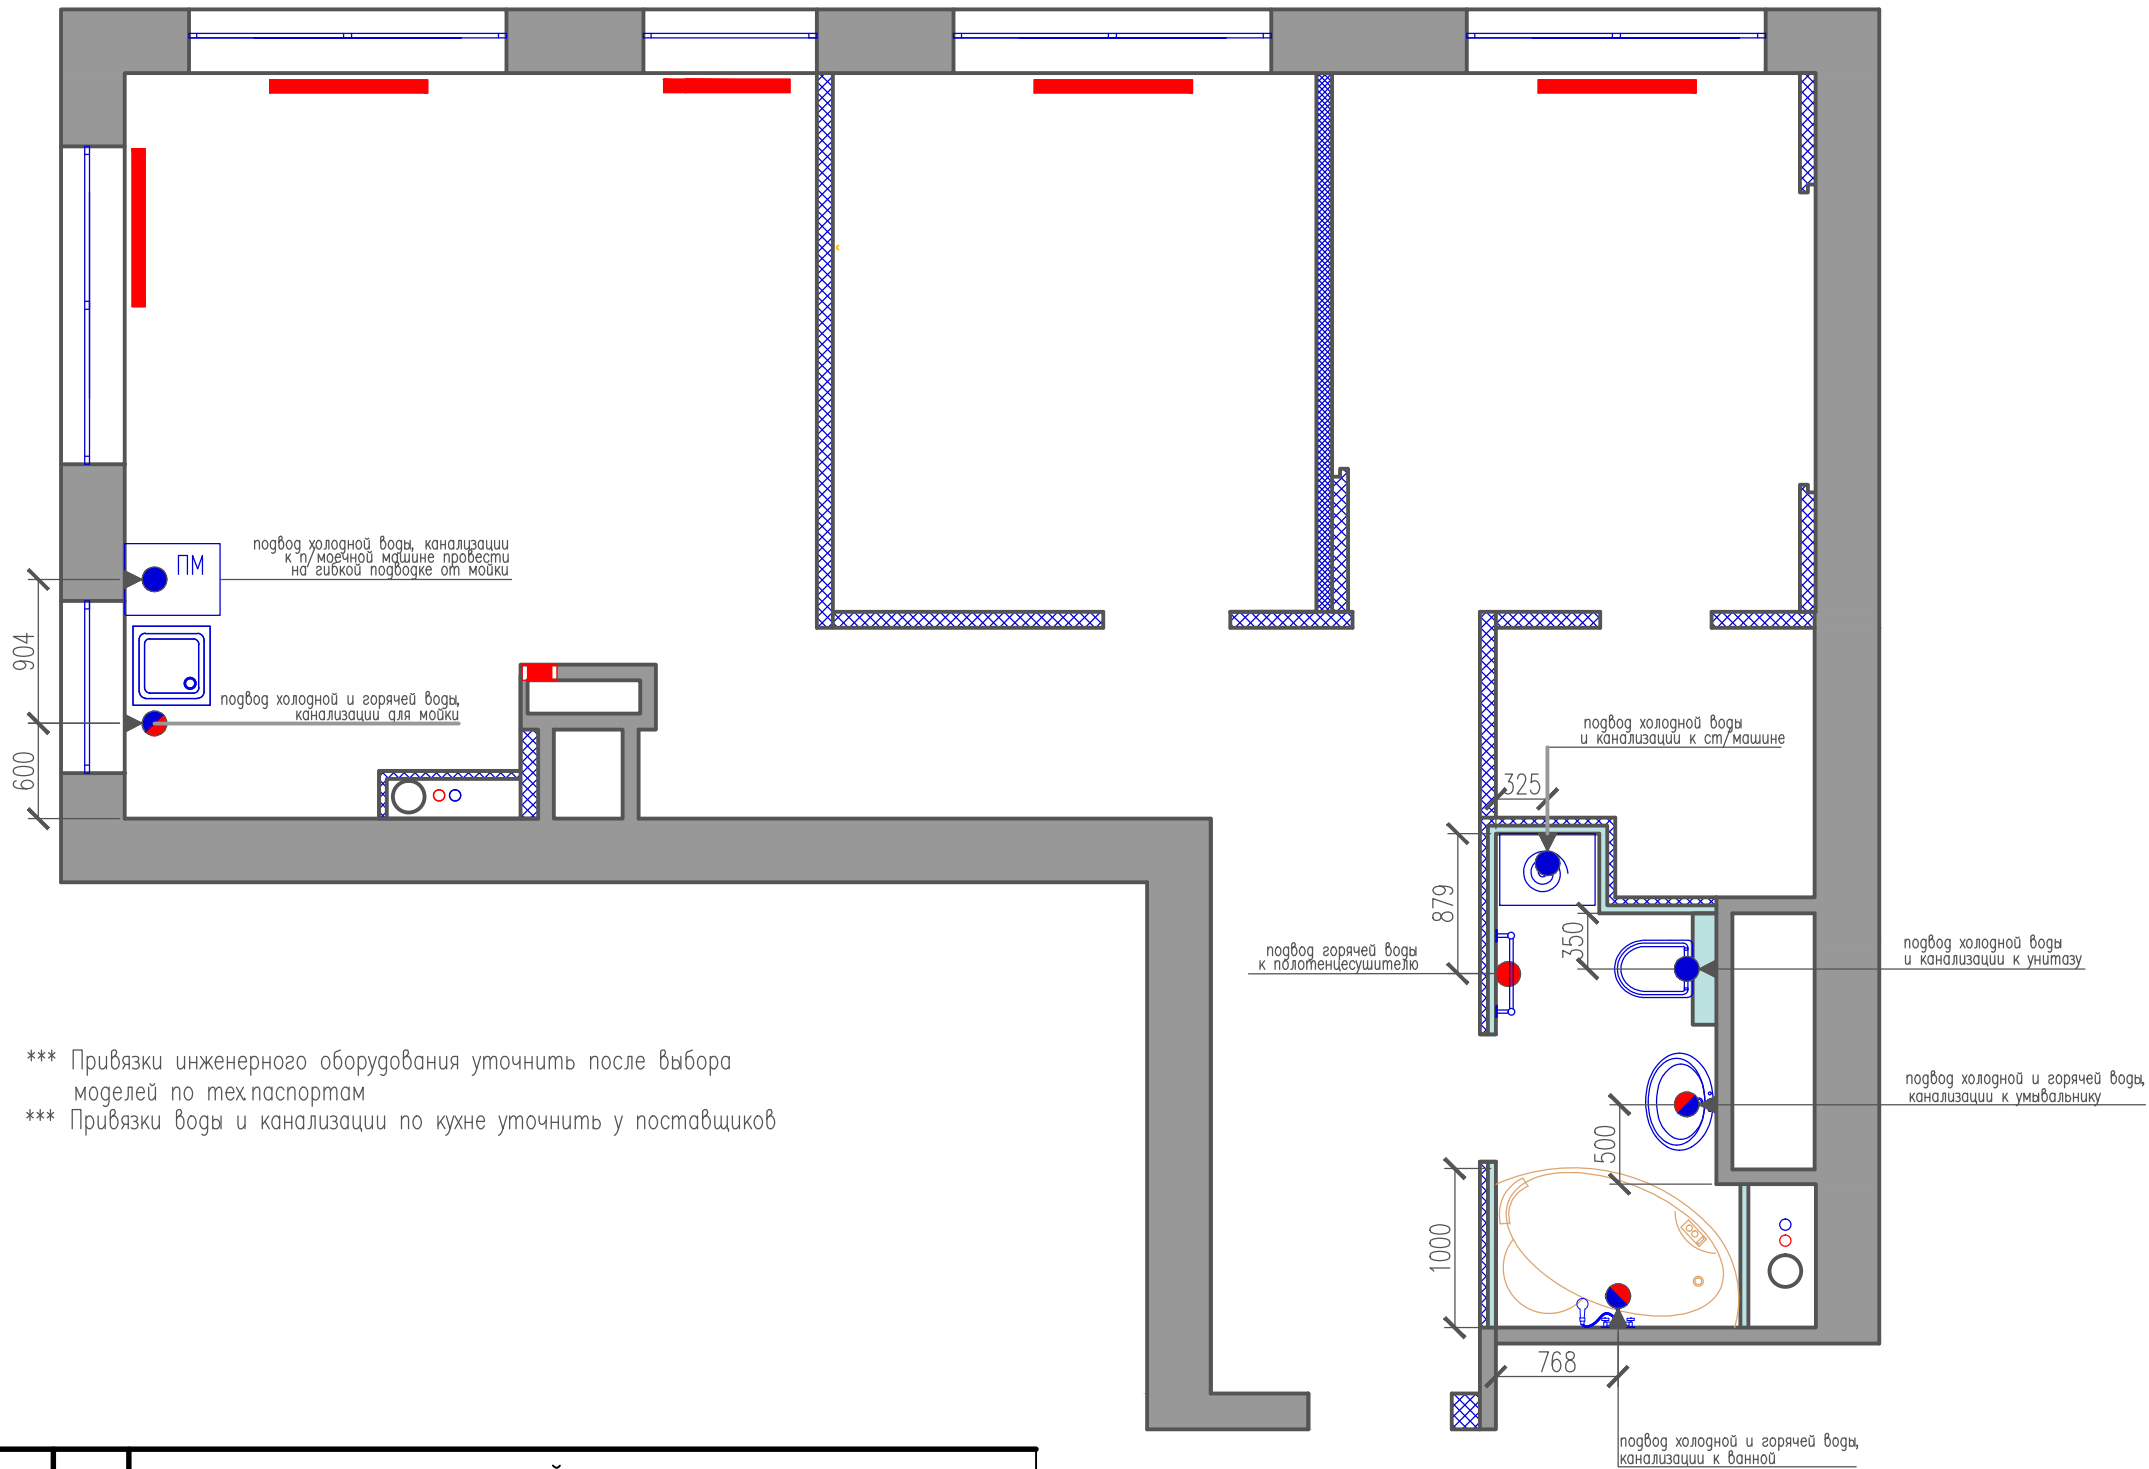 подвод холодной воды, канализации
к п/моечной машине провести
на гибкой подводке от мойки
ПМ
904
подвод холодной и горячей воды,
канализации для мойки
600
подвод холодной воды
и канализации к ст/машине
325
879
350
подвод горячей воды
к полотенцесушителю
подвод холодной воды
и канализации к унитазу
подвод холодной и горячей воды,
канализации к умывальнику
500
1000
768
подвод холодной и горячей воды,
канализации к ванной
*** Привязки инженерного оборудования уточнить после выбора
моделей по тех.паспортам
*** Привязки воды и канализации по кухне уточнить у поставщиков